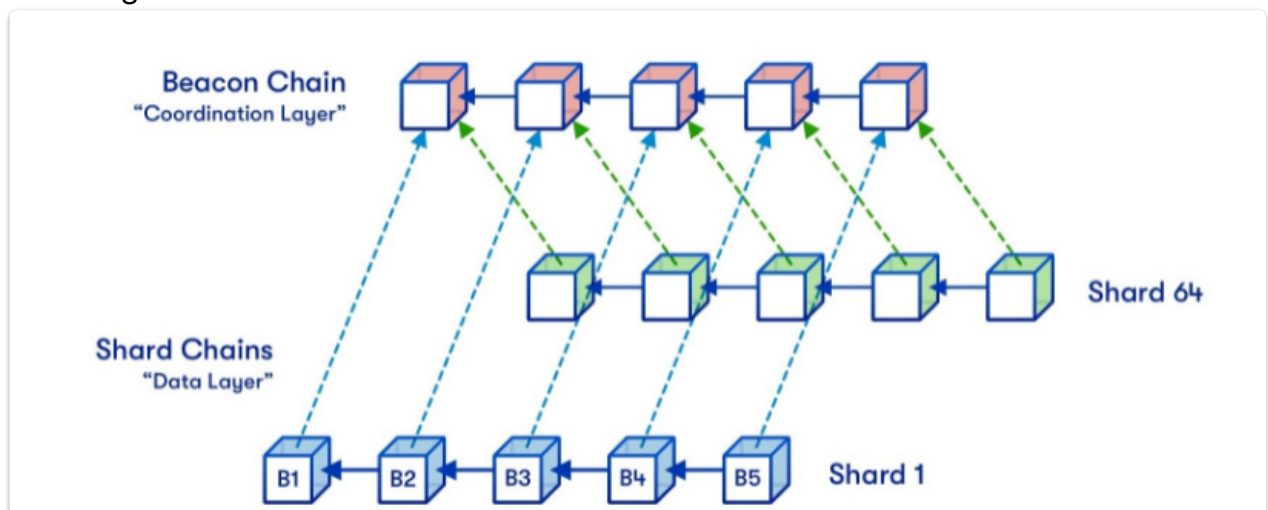 Beacon Chain
“Coordination Layer”
Shard 64
Shard Chains
“Data Layer”
B1 B2 B3 B4 B5 Shard 1